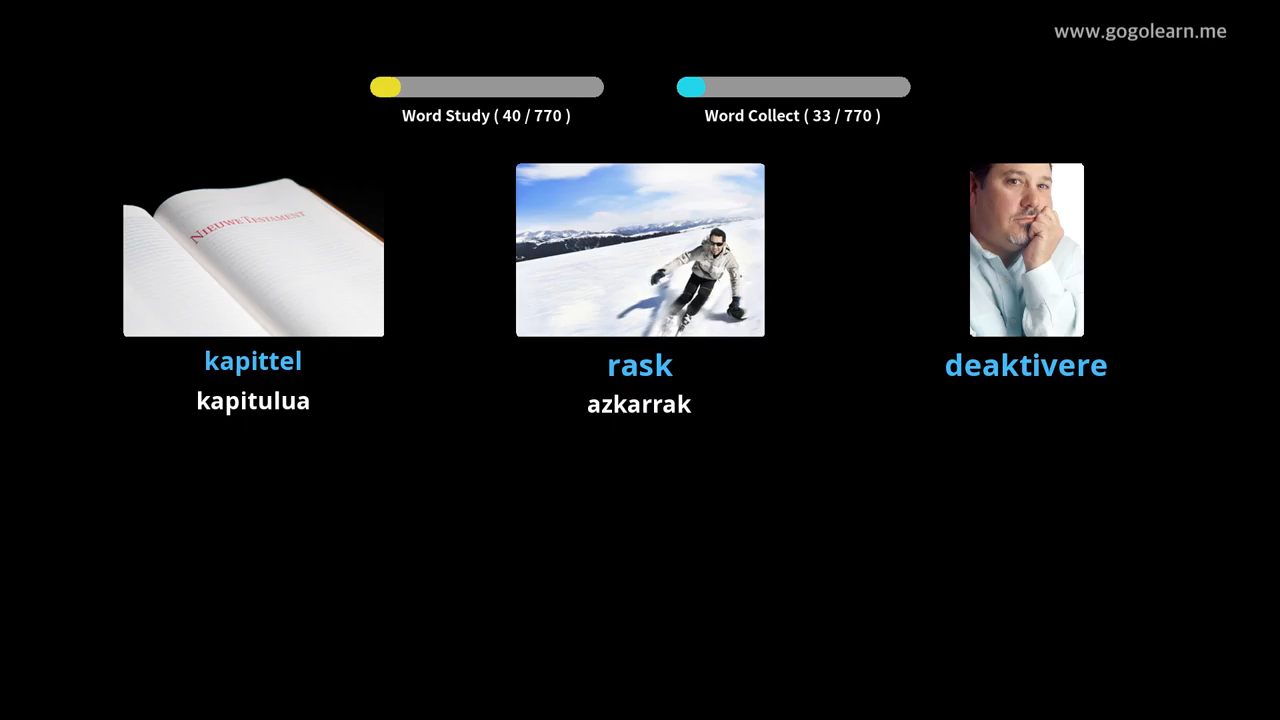 www.gogolearn.me
Word Study ( 40 / 770 )
Word Collect ( 33 / 770 )
NIEUWE TESTAMENT
kapittel
kapitulua
rask
azkarrak
deaktivere